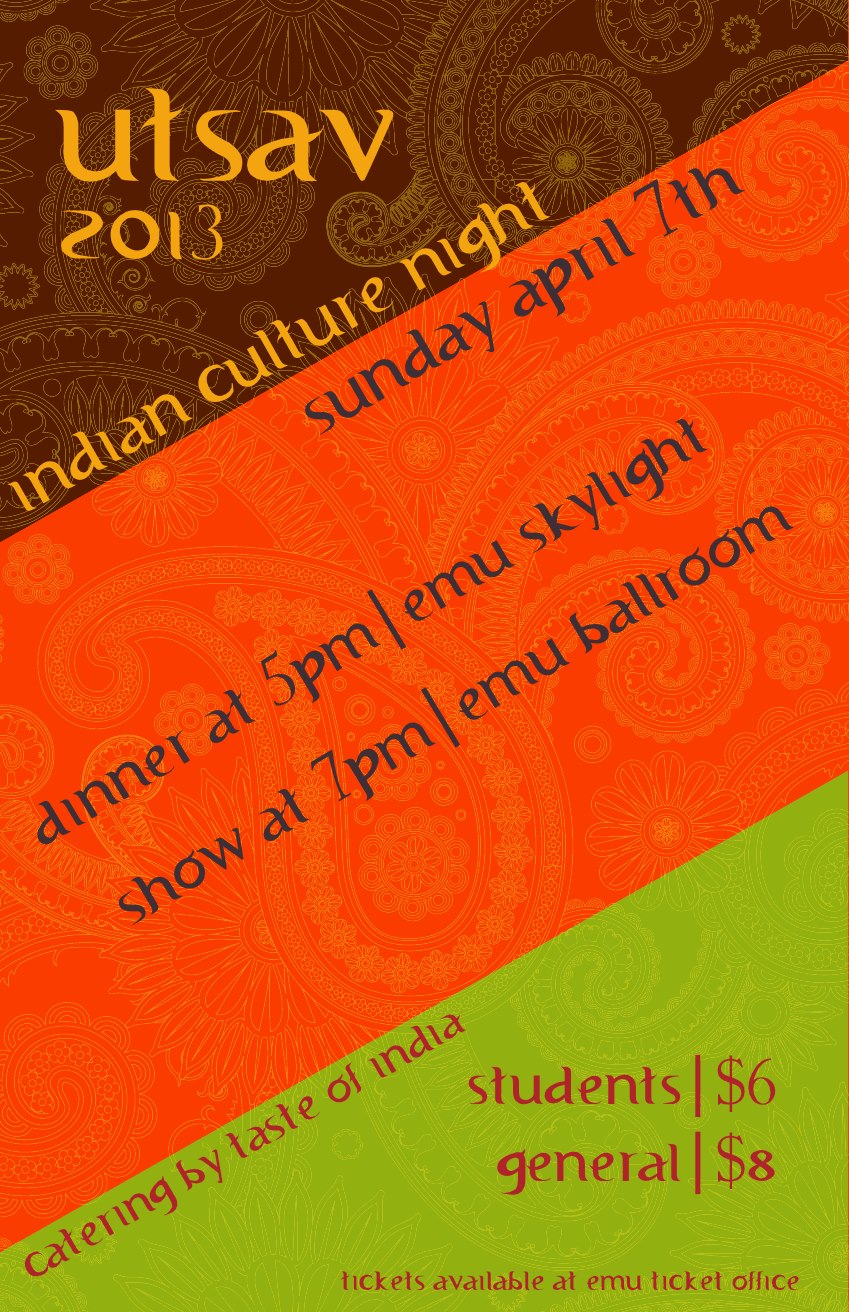 utsav
2013
indian culture night
sunday april 7th
dinner at 5pm|emu skylight
show at 7pm|emu ballroom
catering by taste of india
students|$6
general|$8
tickets available at emu ticket office